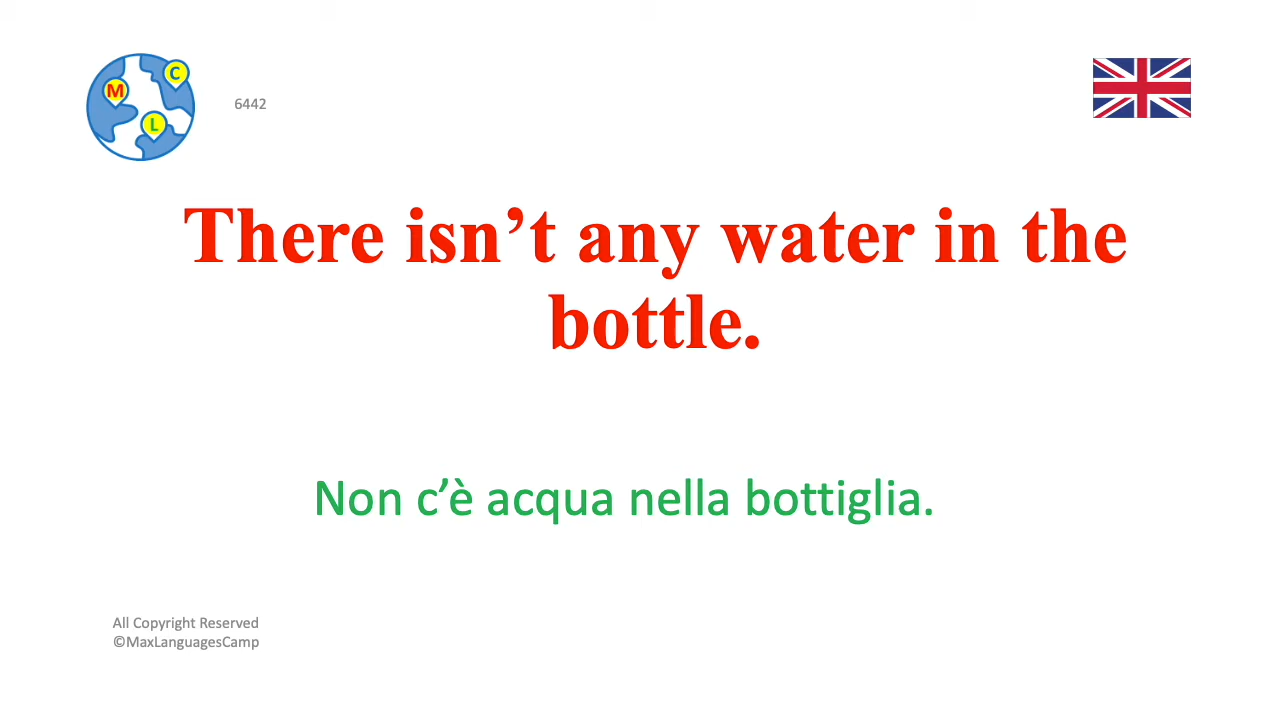 M
C
L
6442
There isn’t any water in the
bottle.
Non c’è acqua nella bottiglia.
All Copyright Reserved
©MaxLanguagesCamp